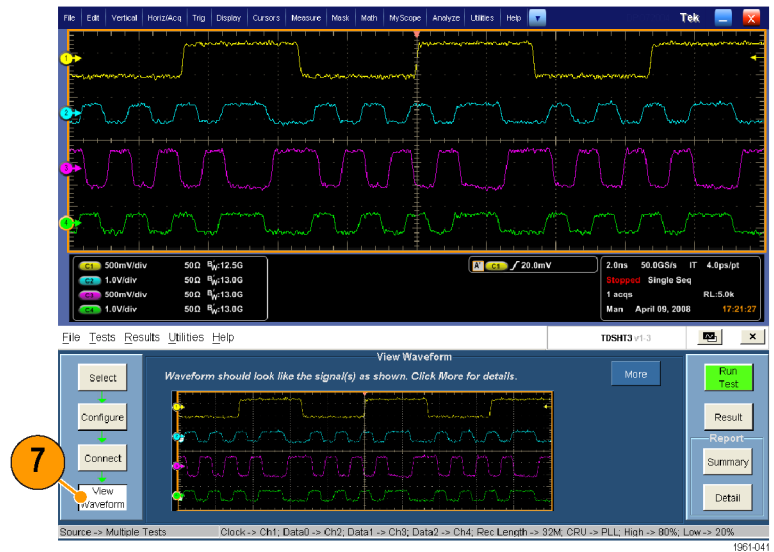 File Edit Vertical Horiz/Acq Trig Display Cursors Measure Mask Math MyScope Analyze Utilities Help Tek X
1
2
3
4
C1 500mV/div 50Ω BW:12.5G
C2 1.0V/div 50Ω BW:13.0G
C3 500mV/div 50Ω BW:13.0G
C4 1.0V/div 50Ω BW:13.0G
A' C1 20.0mV
2.0ns 50.0GS/s IT 4.0ps/pt
Stopped Single Seq
1 acqs RL:5.0k
Man April 09, 2008 17:21:27
File Tests Results Utilities Help TDSHT3 v1-3 x
View Waveform
Waveform should look like the signal(s) as shown. Click More for details.
More
Select
Configure
Connect
View
Waveform
7
Run
Test
Result
Report
Summary
Detail
Source -> Multiple Tests Clock -> Ch1; Data0 -> Ch2; Data1 -> Ch3; Data2 -> Ch4; Rec Length -> 32M; CRU -> PLL; High -> 80%; Low -> 20%
1961-041